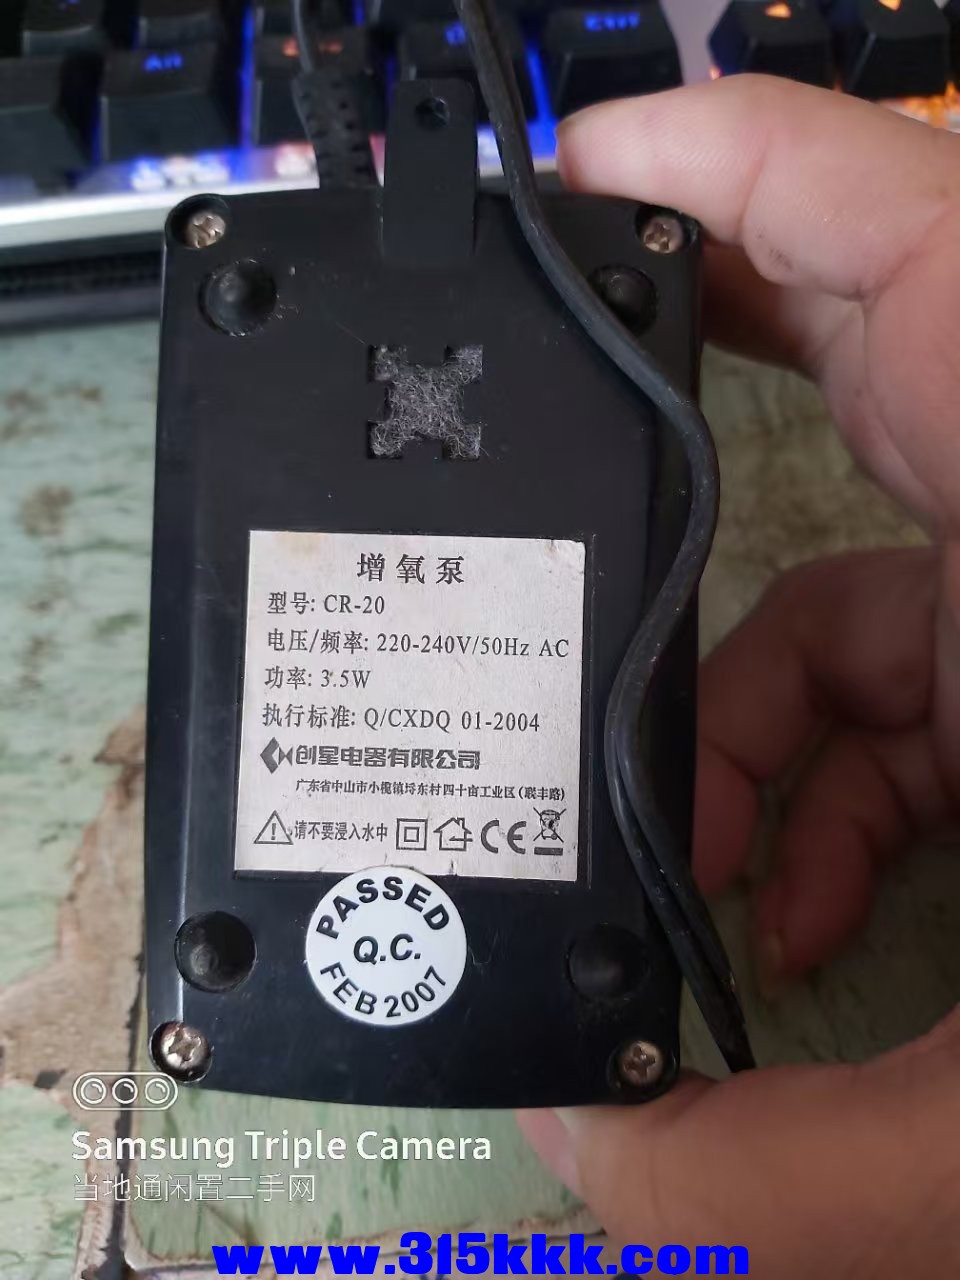 Alt
Ctrl
增氧泵
型号: CR-20
电压/频率: 220-240V/50Hz AC
功率: 3.5W
执行标准: Q/CXDQ 01-2004
创星电器有限公司
广东省中山市小榄镇埒东村四十亩工业区(联丰路)
请不要浸入水中 CE
PASSED
Q.C.
FEB 2007
Samsung Triple Camera
当地通闲置二手网
www.315kkk.com